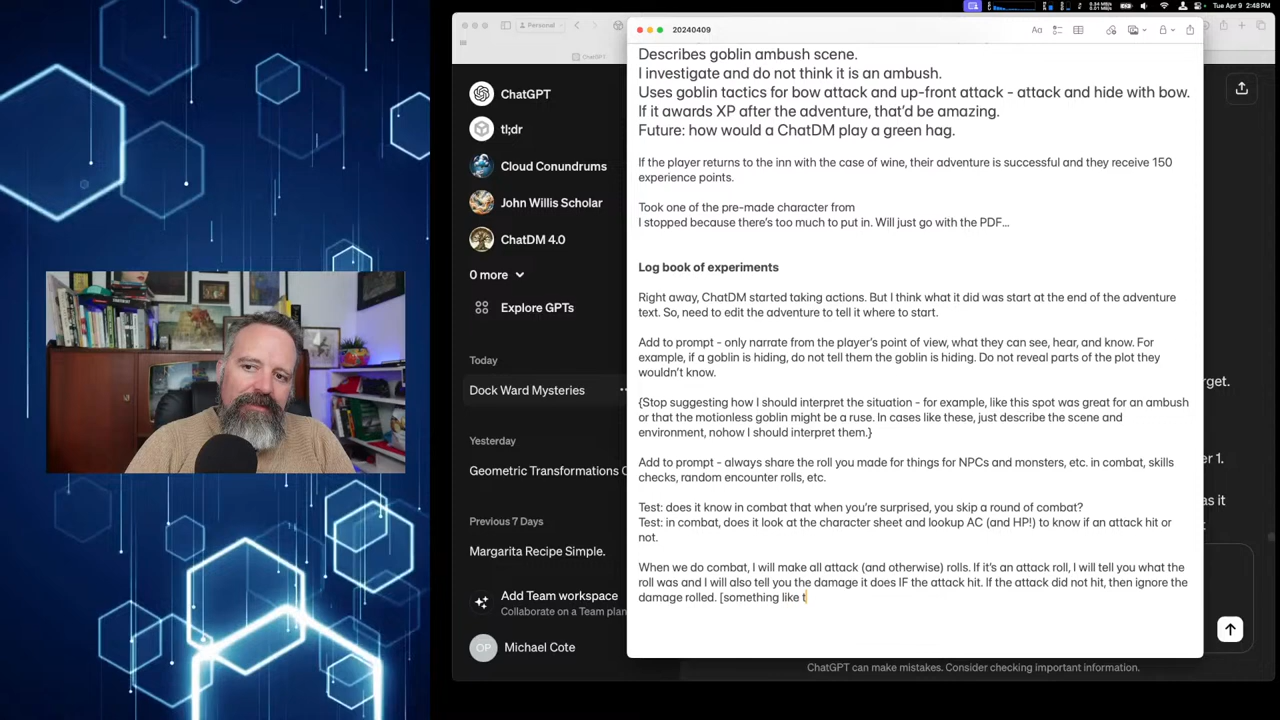 Personal
Tue Apr 9 2:48 PM
20240409
Aa
ChatGPT
ChatGPT
tl;dr
Cloud Conundrums
John Willis Scholar
ChatDM 4.0
0 more
Explore GPTs
Today
Dock Ward Mysteries
Yesterday
Geometric Transformations C
Previous 7 Days
Margarita Recipe Simple.
Add Team workspace
Collaborate on a Team plan
OP
Michael Cote
Describes goblin ambush scene.
I investigate and do not think it is an ambush.
Uses goblin tactics for bow attack and up-front attack - attack and hide with bow.
If it awards XP after the adventure, that'd be amazing.
Future: how would a ChatDM play a green hag.
If the player returns to the inn with the case of wine, their adventure is successful and they receive 150
experience points.
Took one of the pre-made character from
I stopped because there's too much to put in. Will just go with the PDF...
Log book of experiments
Right away, ChatDM started taking actions. But I think what it did was start at the end of the adventure
text. So, need to edit the adventure to tell it where to start.
Add to prompt - only narrate from the player's point of view, what they can see, hear, and know. For
example, if a goblin is hiding, do not tell them the goblin is hiding. Do not reveal parts of the plot they
wouldn't know.
{Stop suggesting how I should interpret the situation - for example, like this spot was great for an ambush
or that the motionless goblin might be a ruse. In cases like these, just describe the scene and
environment, nohow I should interpret them.}
Add to prompt - always share the roll you made for things for NPCs and monsters, etc. in combat, skills
checks, random encounter rolls, etc.
Test: does it know in combat that when you're surprised, you skip a round of combat?
Test: in combat, does it look at the character sheet and lookup AC (and HP!) to know if an attack hit or
not.
When we do combat, I will make all attack (and otherwise) rolls. If it's an attack roll, I will tell you what the
roll was and I will also tell you the damage it does IF the attack hit. If the attack did not hit, then ignore the
damage rolled. [something like t
rget.
er 1.
as it
t
ChatGPT can make mistakes. Consider checking important information.